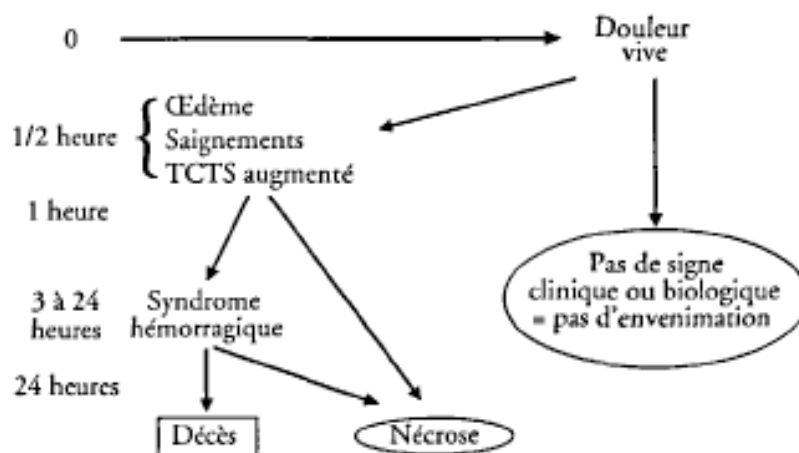 0
Douleur
vive
1/2 heure
Œdème
Saignements
TCTS augmenté
1 heure
Pas de signe
clinique ou biologique
= pas d'envenimation
3 à 24
heures
Syndrome
hémorragique
24 heures
Décès
Nécrose